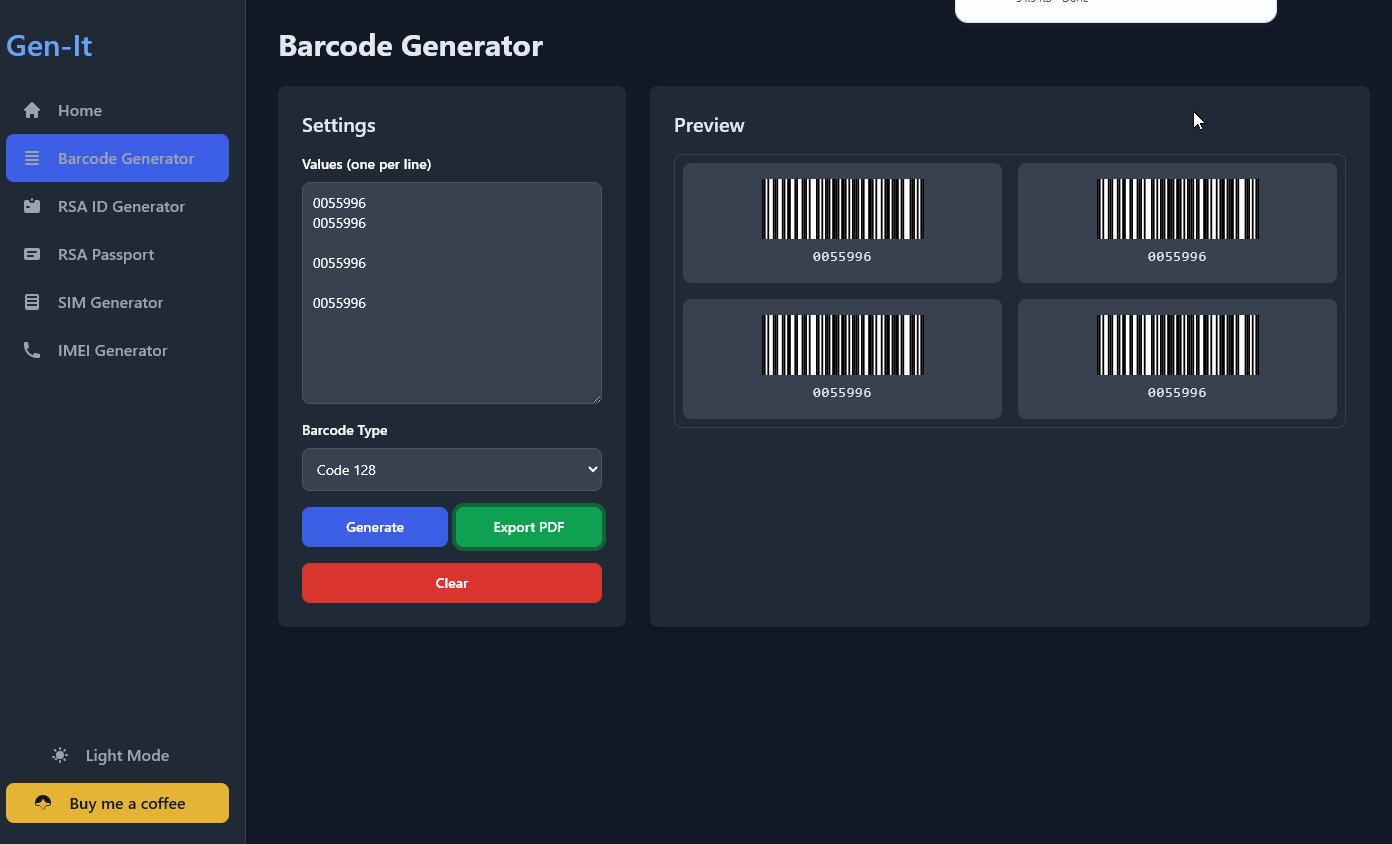 Gen-It
Home
Barcode Generator
RSA ID Generator
RSA Passport
SIM Generator
IMEI Generator
Light Mode
Buy me a coffee
Barcode Generator
Settings
Values (one per line)
0055996
0055996
0055996
0055996
Barcode Type
Code 128
Generate
Export PDF
Clear
Preview
0055996
0055996
0055996
0055996